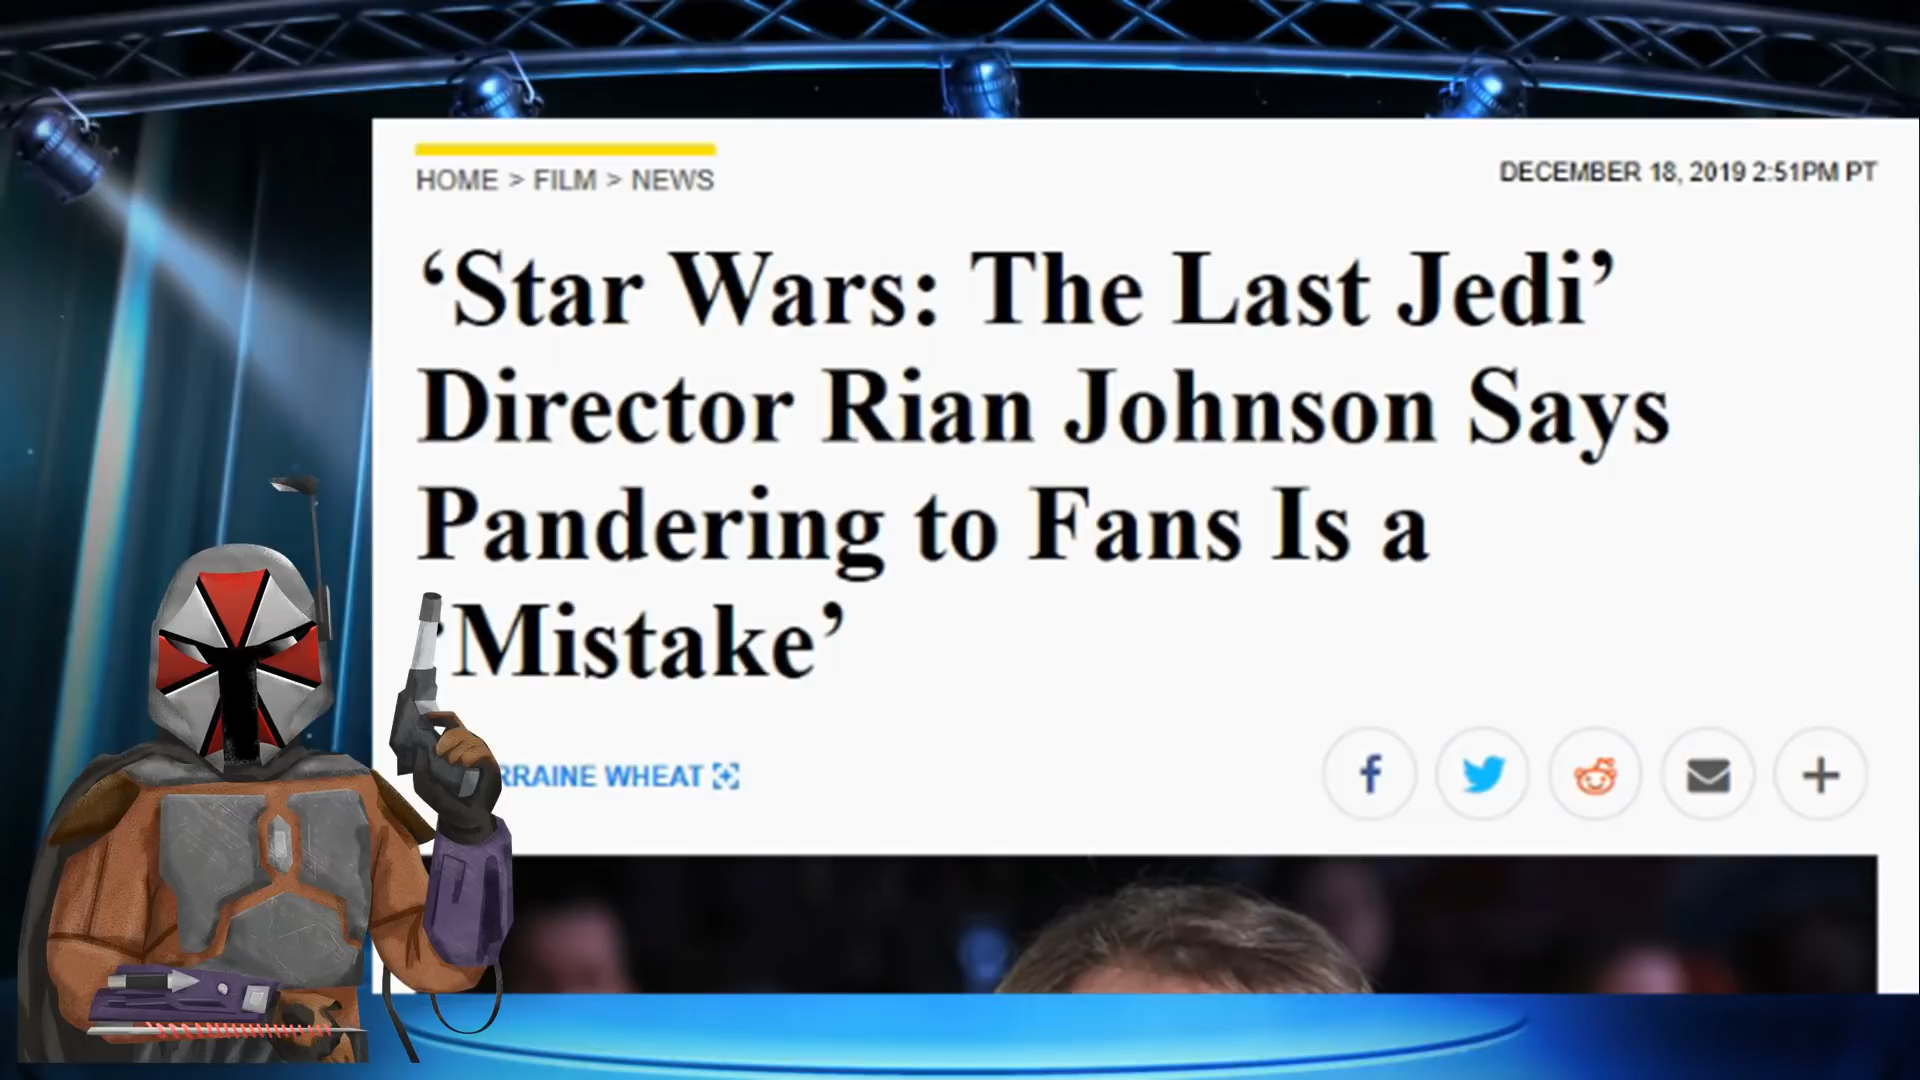 HOME > FILM > NEWS
DECEMBER 18, 2019 2:51PM PT
‘Star Wars: The Last Jedi’
Director Rian Johnson Says
Pandering to Fans Is a
‘Mistake’
WHEAT